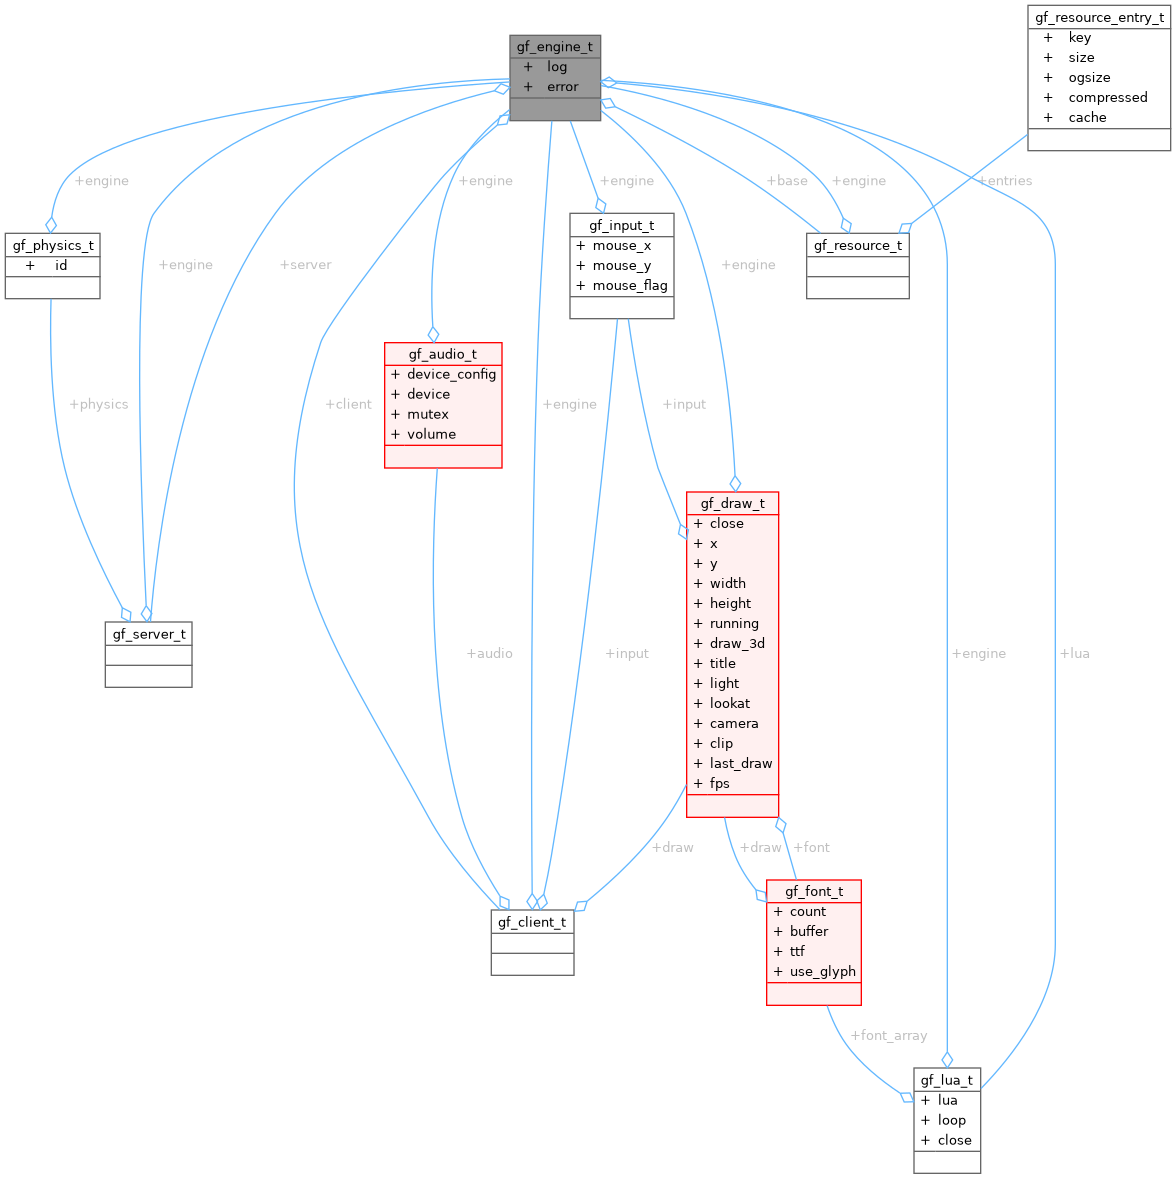 gf_resource_entry_t
+ key
+ size
+ ogsize
+ compressed
+ cache
gf_engine_t
+ log
+ error
+engine
+engine
+base
+engine
+engine
+entries
gf_physics_t
+ id
+engine
+server
gf_input_t
+ mouse_x
+ mouse_y
+ mouse_flag
+engine
gf_resource_t
gf_audio_t
+ device_config
+ device
+ mutex
+ volume
+physics
+client
+engine
+input
gf_draw_t
+ close
+ x
+ y
+ width
+ height
+ running
+ draw_3d
+ title
+ light
+ lookat
+ camera
+ clip
+ last_draw
+ fps
gf_server_t
+audio
+input
+engine
+lua
+draw
+draw
+font
gf_font_t
+ count
+ buffer
+ ttf
+ use_glyph
gf_client_t
+font_array
gf_lua_t
+ lua
+ loop
+ close